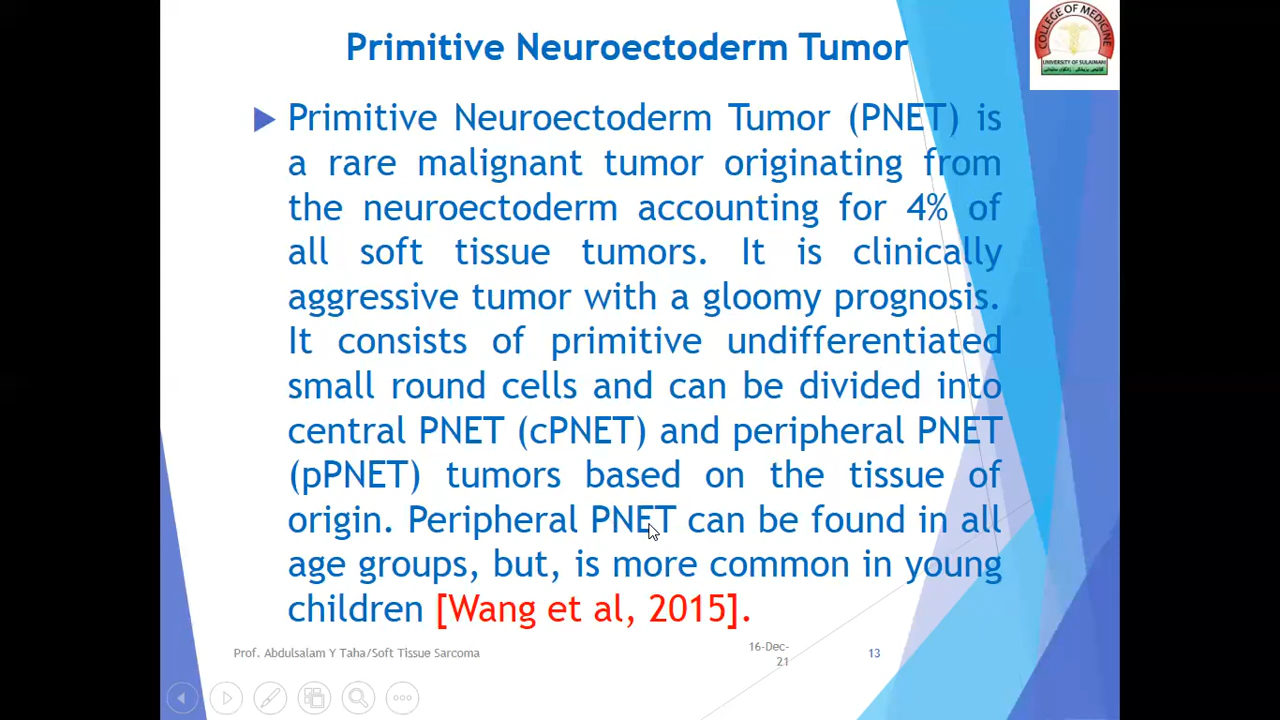 Primitive Neuroectoderm Tumor
COLLEGE OF MEDICINE
UNIVERSITY OF SULAIMANI
Primitive Neuroectoderm Tumor (PNET) is
a rare malignant tumor originating from
the neuroectoderm accounting for 4% of
all soft tissue tumors. It is clinically
aggressive tumor with a gloomy prognosis.
It consists of primitive undifferentiated
small round cells and can be divided into
central PNET (cPNET) and peripheral PNET
(pPNET) tumors based on the tissue of
origin. Peripheral PNET can be found in all
age groups, but, is more common in young
children [Wang et al, 2015].
Prof. Abdulsalam Y Taha/Soft Tissue Sarcoma
16-Dec-
21
13